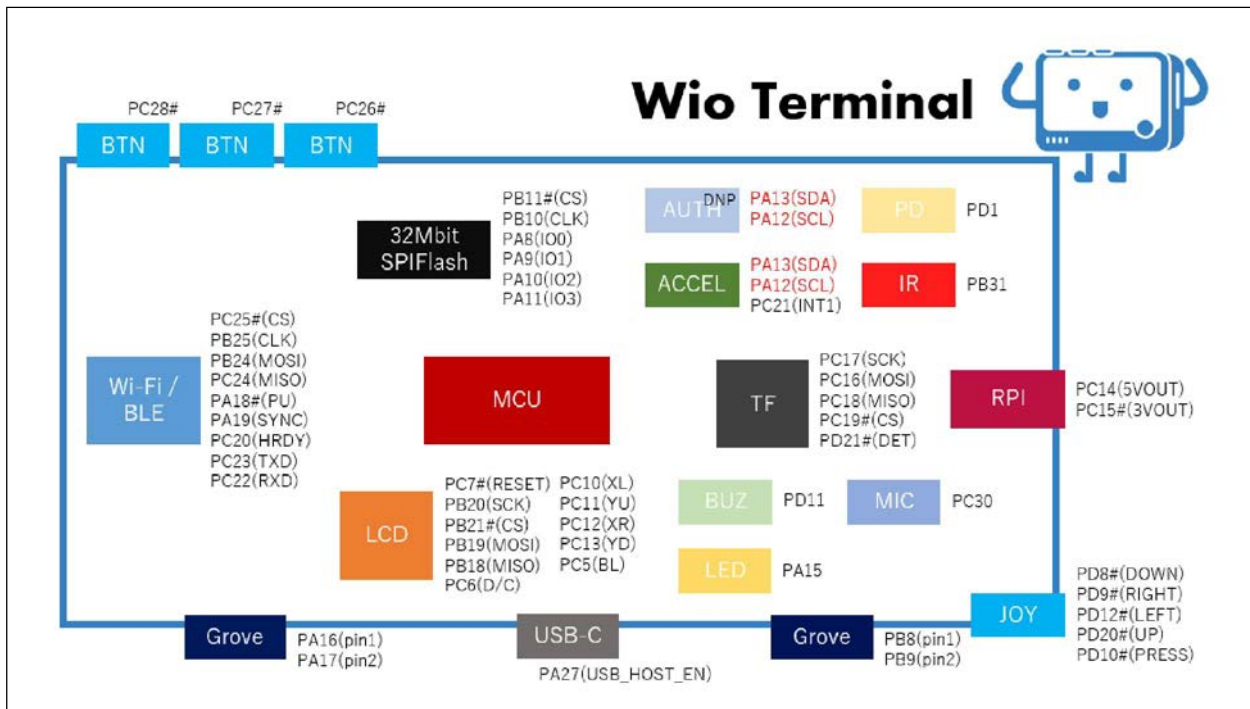 Wio Terminal
PC28#
PC27#
PC26#
BTN
BTN
BTN
32Mbit
SPIFlash
PB11#(CS)
PB10(CLK)
PA8(IO0)
PA9(IO1)
PA10(IO2)
PA11(IO3)
AUTH
DNP
PA13(SDA)
PA12(SCL)
PD
PD1
ACCEL
PA13(SDA)
PA12(SCL)
PC21(INT1)
IR
PB31
Wi-Fi /
BLE
PC25#(CS)
PB25(CLK)
PB24(MOSI)
PC24(MISO)
PA18#(PU)
PA19(SYNC)
PC20(HRDY)
PC23(TXD)
PC22(RXD)
MCU
TF
PC17(SCK)
PC16(MOSI)
PC18(MISO)
PC19#(CS)
PD21#(DET)
RPI
PC14(5VOUT)
PC15#(3VOUT)
LCD
PC7#(RESET)
PB20(SCK)
PB21#(CS)
PB19(MOSI)
PB18(MISO)
PC6(D/C)
PC10(XL)
PC11(YU)
PC12(XR)
PC13(YD)
PC5(BL)
BUZ
PD11
MIC
PC30
LED
PA15
Grove
PA16(pin1)
PA17(pin2)
USB-C
PA27(USB_HOST_EN)
Grove
PB8(pin1)
PB9(pin2)
JOY
PD8#(DOWN)
PD9#(RIGHT)
PD12#(LEFT)
PD20#(UP)
PD10#(PRESS)